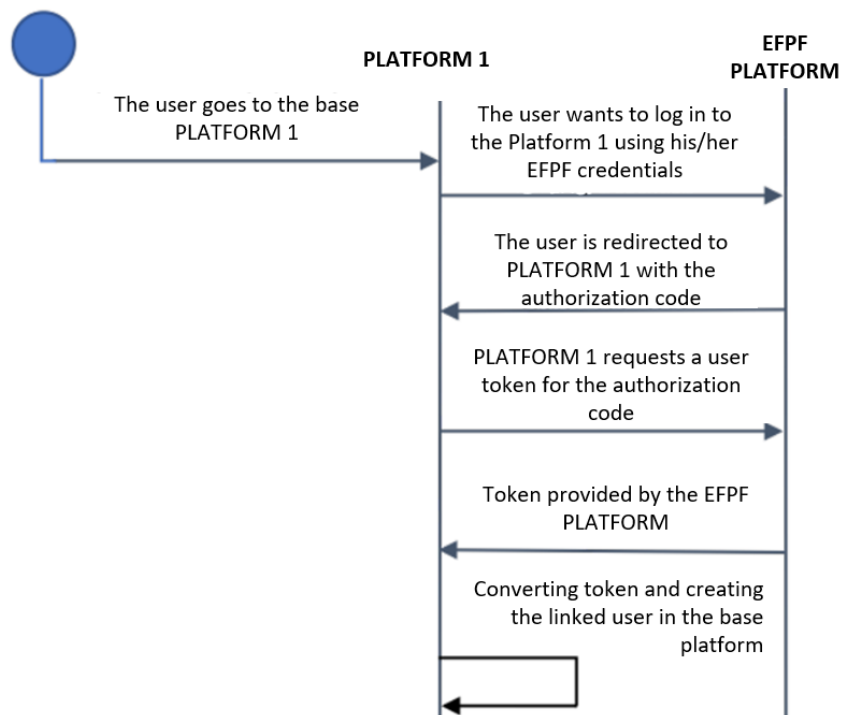 PLATFORM 1
EFPF
PLATFORM
The user goes to the base
PLATFORM 1
The user wants to log in to
the Platform 1 using his/her
EFPF credentials
The user is redirected to
PLATFORM 1 with the
authorization code
PLATFORM 1 requests a user
token for the authorization
code
Token provided by the EFPF
PLATFORM
Converting token and creating
the linked user in the base
platform